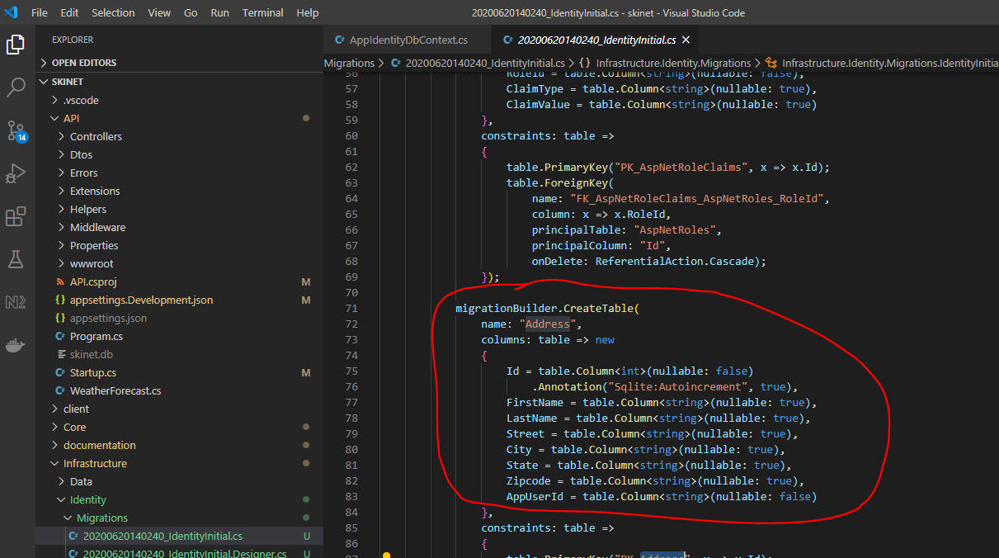 File Edit Selection View Go Run Terminal Help 20200620140240_IdentityInitial.cs - skinet - Visual Studio Code
EXPLORER
OPEN EDITORS
SKINET
.vscode
API
Controllers
Dtos
Errors
Extensions
Helpers
Middleware
Properties
wwwroot
API.csproj M
appsettings.Development.json M
appsettings.json
Program.cs
skinet.db
Startup.cs M
WeatherForecast.cs
client
Core
documentation
Infrastructure
Data
Identity
Migrations
20200620140240_IdentityInitial.cs U
20200620140240_IdentityInitial.Designer.cs U
14
AppIdentityDbContext.cs 20200620140240_IdentityInitial.cs
Migrations > 20200620140240_IdentityInitial.cs > {} Infrastructure.Identity.Migrations > Infrastructure.Identity.Migrations.IdentityInitia
56 RoleId = table.Column<string>(nullable: false),
57 ClaimType = table.Column<string>(nullable: true),
58 ClaimValue = table.Column<string>(nullable: true)
59 },
60 constraints: table =>
61 {
62 table.PrimaryKey("PK_AspNetRoleClaims", x => x.Id);
63 table.ForeignKey(
64 name: "FK_AspNetRoleClaims_AspNetRoles_RoleId",
65 column: x => x.RoleId,
66 principalTable: "AspNetRoles",
67 principalColumn: "Id",
68 onDelete: ReferentialAction.Cascade);
69 });
70
71 migrationBuilder.CreateTable(
72 name: "Address",
73 columns: table => new
74 {
75 Id = table.Column<int>(nullable: false)
76 .Annotation("Sqlite:Autoincrement", true),
77 FirstName = table.Column<string>(nullable: true),
78 LastName = table.Column<string>(nullable: true),
79 Street = table.Column<string>(nullable: true),
80 City = table.Column<string>(nullable: true),
81 State = table.Column<string>(nullable: true),
82 Zipcode = table.Column<string>(nullable: true),
83 AppUserId = table.Column<string>(nullable: false)
84 },
85 constraints: table =>
86 {
87 table.PrimaryKey("PK_Address", x => x.Id);